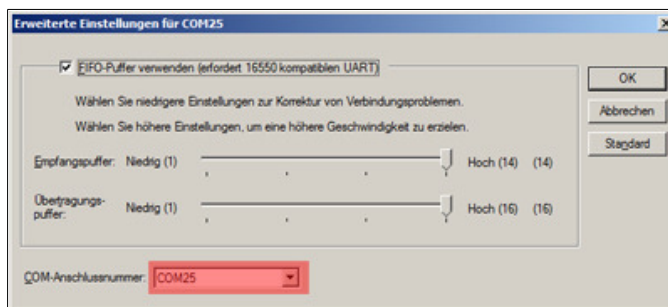 Erweiterte Einstellungen für COM25
FIFO-Puffer verwenden (erfordert 16550 kompatiblen UART)
OK
Wählen Sie niedrigere Einstellungen zur Korrektur von Verbindungsproblemen.
Abbrechen
Wählen Sie höhere Einstellungen, um eine höhere Geschwindigkeit zu erzielen.
Standard
Empfangspuffer: Niedrig (1) Hoch (14) (14)
Übertragungs-
puffer: Niedrig (1) Hoch (16) (16)
COM-Anschlussnummer: COM25